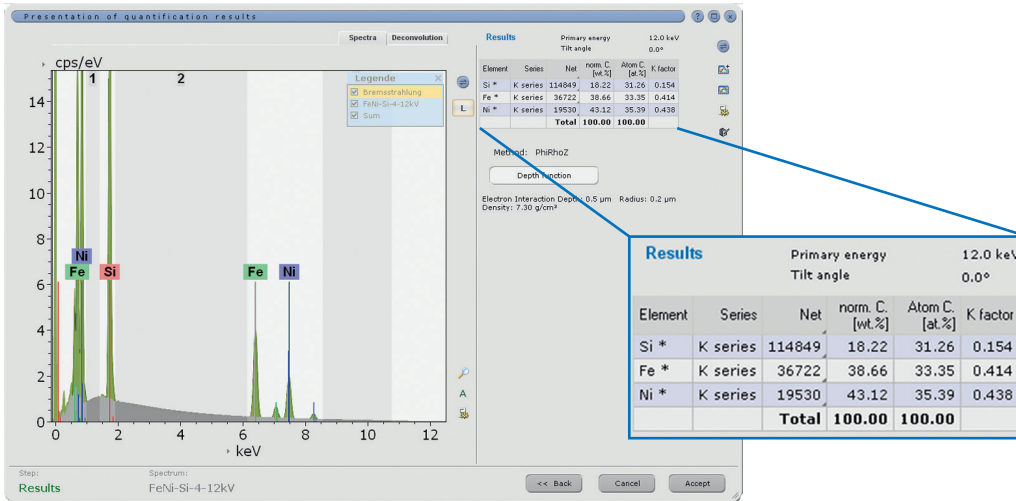 Presentation of quantification results
Spectra Deconvolution
cps/eV
1 2
Legende
Bremsstrahlung
FeNi-Si-4-12kV
Sum
14
12
10
8
6
4
2
0
Ni
Fe Si Fe Ni
0 2 4 6 8 10 12
keV
L
A
Results Primary energy 12.0 keV
Tilt angle 0.0°
Element Series Net norm. C. [wt.%] Atom C. [at.%] K factor
Si * K series 114849 18.22 31.26 0.154
Fe * K series 36722 38.66 33.35 0.414
Ni * K series 19530 43.12 35.39 0.438
Total 100.00 100.00
Method: PhiRhoZ
Depth function
Electron Interaction Depth: 0.5 µm Radius: 0.2 µm
Density: 7.30 g/cm³
Results Primary energy 12.0 keV
Tilt angle 0.0°
Element Series Net norm. C. [wt.%] Atom C. [at.%] K factor
Si * K series 114849 18.22 31.26 0.154
Fe * K series 36722 38.66 33.35 0.414
Ni * K series 19530 43.12 35.39 0.438
Total 100.00 100.00
Step: Spectrum:
Results FeNi-Si-4-12kV
<< Back Cancel Accept